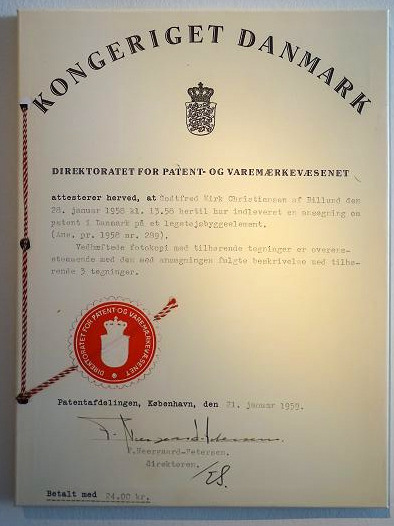 KONGERIGET DANMARK
DIREKTORATET FOR PATENT- OG VAREMÆRKEVÆSENET
attesterer herved, at Godtfred Kirk Christiansen af Billund den
28. januar 1958 kl. 13.58 hertil har indleveret en ansøgning om
patent i Danmark på et legetøjsbyggeelement.
(Ans. pr. 1958 nr. 289).
Vedhæftede fotokopi med tilhørende tegninger er overens-
stemmende med den med ansøgningen fulgte beskrivelse med tilhø-
rende 3 tegninger.
DIREKTORATET FOR PATENT OG VAREMÆRKEVÆSENET
Patentafdelingen, København, den 21. januar 1959.
P.Neergaard-Petersen.
Direktøren.
/ES.
Betalt med 24.00 kr.